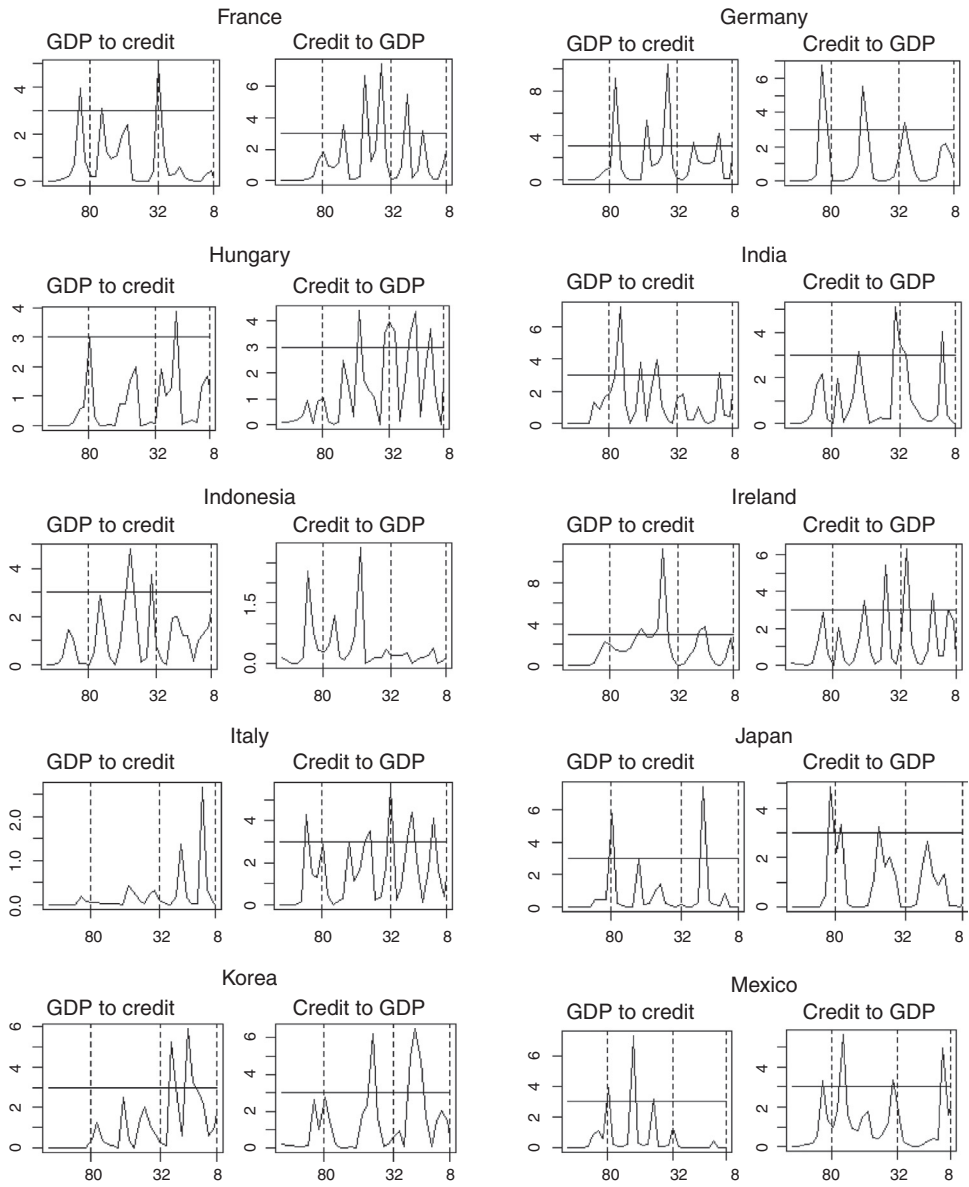 France
GDP to credit
4
2
0
80 32 8
Credit to GDP
6
4
2
0
80 32 8
Germany
GDP to credit
8
4
0
80 32 8
Credit to GDP
6
4
2
0
80 32 8
Hungary
GDP to credit
4
3
2
1
0
80 32 8
Credit to GDP
4
3
2
1
0
80 32 8
India
GDP to credit
6
4
2
0
80 32 8
Credit to GDP
4
2
0
80 32 8
Indonesia
GDP to credit
4
2
0
80 32 8
Credit to GDP
1.5
0.0
80 32 8
Ireland
GDP to credit
8
4
0
80 32 8
Credit to GDP
6
4
2
0
80 32 8
Italy
GDP to credit
2.0
1.0
0.0
80 32 8
Credit to GDP
4
2
0
80 32 8
Japan
GDP to credit
6
4
2
0
80 32 8
Credit to GDP
4
2
0
80 32 8
Korea
GDP to credit
6
4
2
0
80 32 8
Credit to GDP
6
4
2
0
80 32 8
Mexico
GDP to credit
6
4
2
0
80 32 8
Credit to GDP
4
2
0
80 32 8